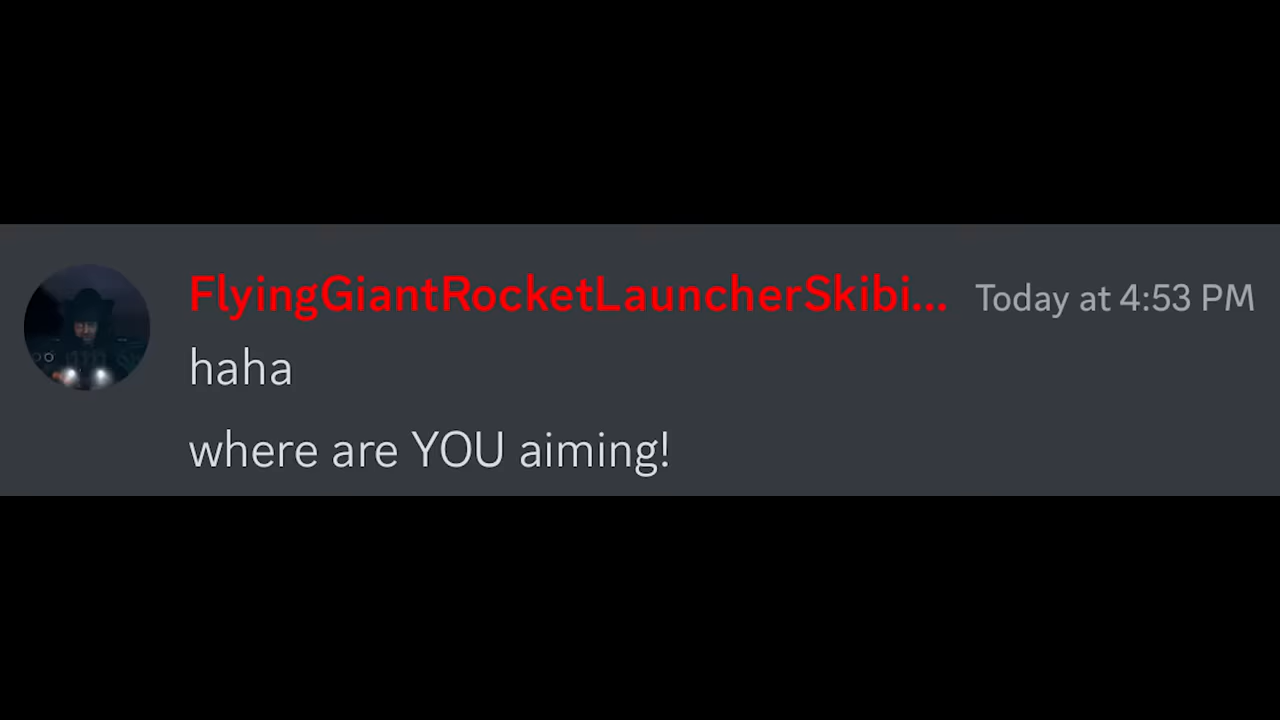 FlyingGiantRocketLauncherSkibi... Today at 4:53 PM
haha
where are YOU aiming!